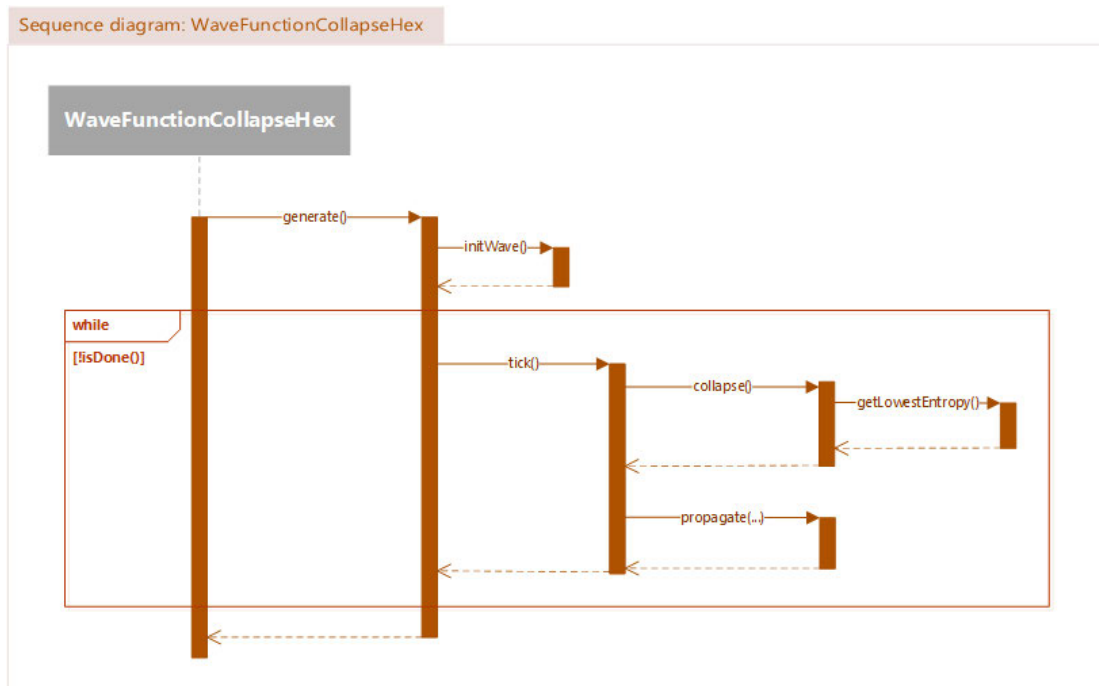 Sequence diagram: WaveFunctionCollapseHex
WaveFunctionCollapseHex
generate()
initWave()
while
[!isDone()]
tick()
collapse()
getLowestEntropy()
propagate(...)